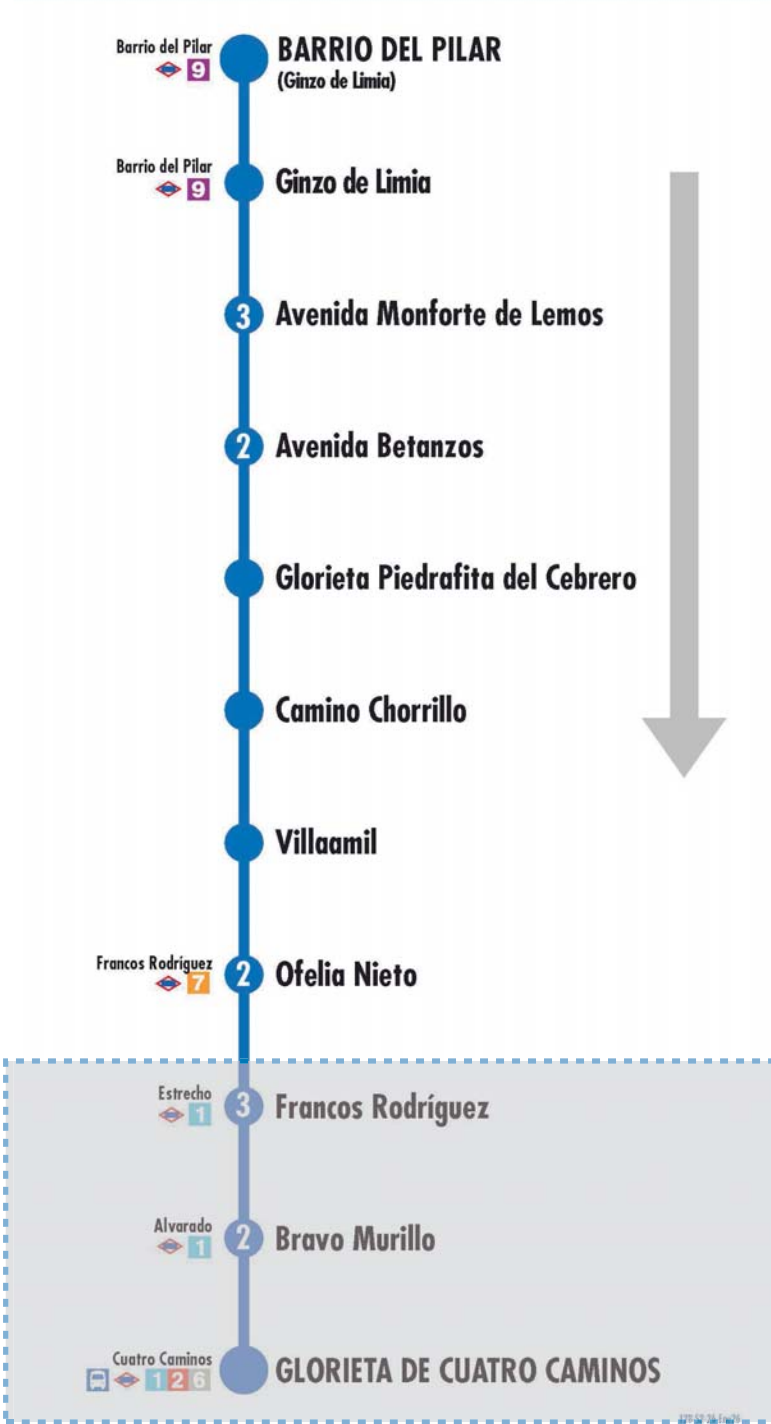 Barrio del Pilar
9
BARRIO DEL PILAR
(Ginzo de Limia)
Barrio del Pilar
9
Ginzo de Limia
3
Avenida Monforte de Lemos
2
Avenida Betanzos
Glorieta Piedrafita del Cebrero
Camino Chorrillo
Villaamil
Francos Rodríguez
7
2
Ofelia Nieto
Estrecho
1
3
Francos Rodríguez
Alvarado
1
2
Bravo Murillo
Cuatro Caminos
1 2 6
GLORIETA DE CUATRO CAMINOS